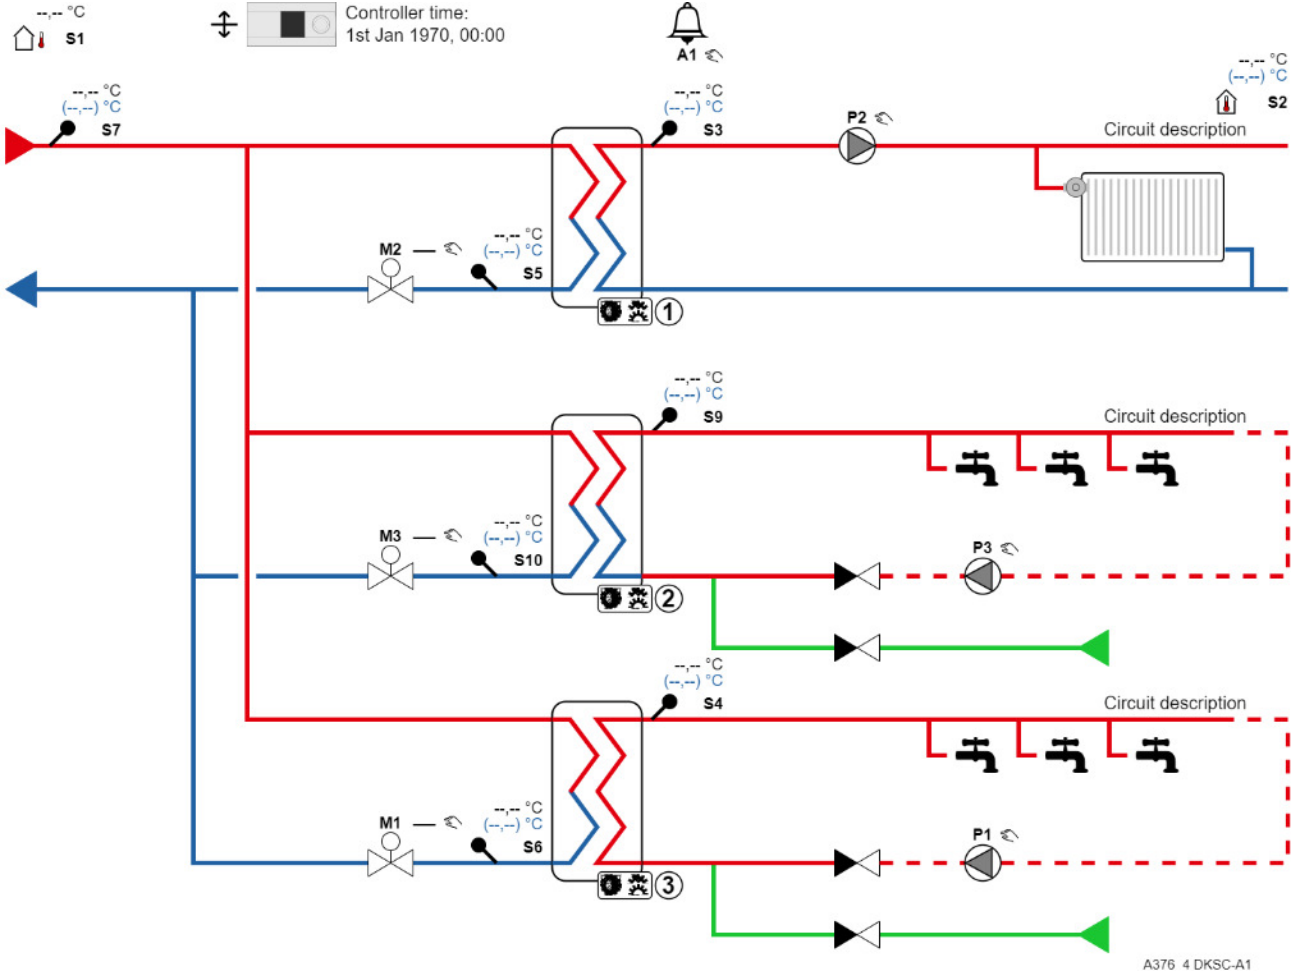 --,-- °C
S1
Controller time:
1st Jan 1970, 00:00
A1
--,-- °C
(--,--) °C
S2
--,-- °C
(--,--) °C
S7
--,-- °C
(--,--) °C
S3
P2
Circuit description
M2
--,-- °C
(--,--) °C
S5
1
--,-- °C
(--,--) °C
S9
Circuit description
M3
--,-- °C
(--,--) °C
S10
P3
2
--,-- °C
(--,--) °C
S4
Circuit description
M1
--,-- °C
(--,--) °C
S6
P1
3
A376 4 DKSC-A1